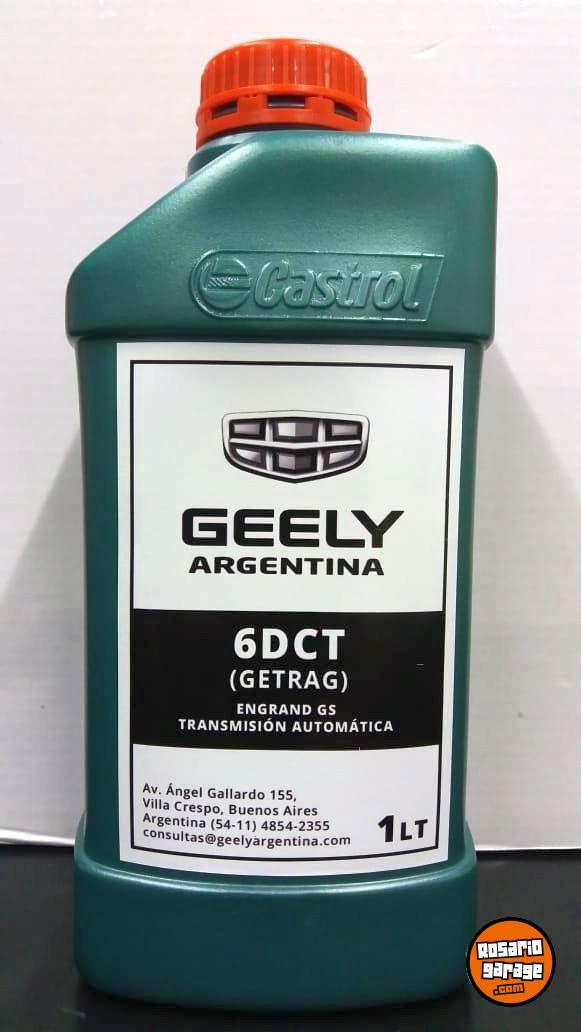 Castrol
GEELY
ARGENTINA
6DCT
(GETRAG)
ENGRAND GS
TRANSMISIÓN AUTOMÁTICA
Av. Ángel Gallardo 155,
Villa Crespo, Buenos Aires
Argentina (54-11) 4854-2355
consultas@geelyargentina.com
1LT
Rosario
garage
.com